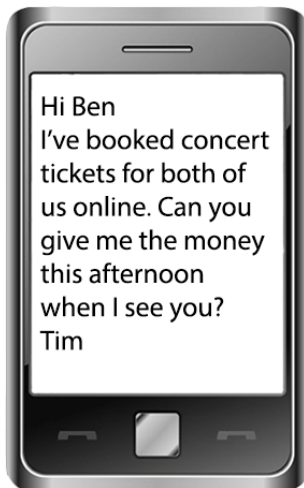 Hi Ben
I've booked concert
tickets for both of
us online. Can you
give me the money
this afternoon
when I see you?
Tim